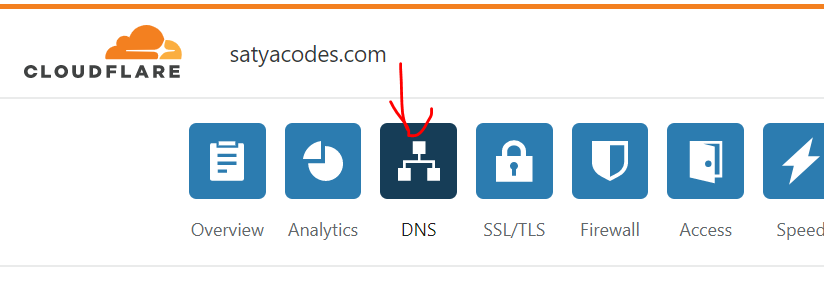 CLOUDFLARE
satyacodes.com
Overview Analytics DNS SSL/TLS Firewall Access Speed